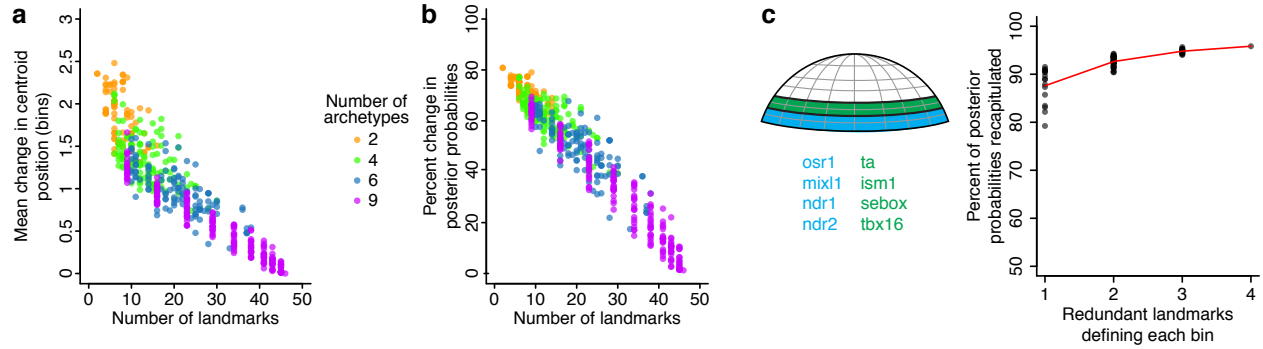 a
Mean change in centroid
position (bins)
3
2.5
2
1.5
1
0.5
0
0 10 20 30 40 50
Number of landmarks
Number of
archetypes
2
4
6
9
b
Percent change in
posterior probabilities
100
80
60
40
20
0
0 10 20 30 40 50
Number of landmarks
c
osr1 ta
mixl1 ism1
ndr1 sebox
ndr2 tbx16
Percent of posterior
probabilities recapitulated
100
90
80
70
60
50
1 2 3 4
Redundant landmarks
defining each bin